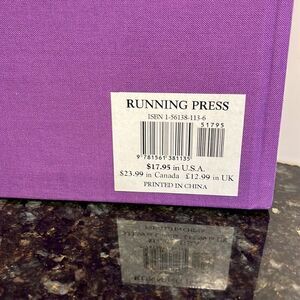 RUNNING PRESS
ISBN 1-56138-113-6
51795
9 781561 381135
$17.95 in U.S.A.
$23.99 in Canada £12.99 in UK
PRINTED IN CHINA